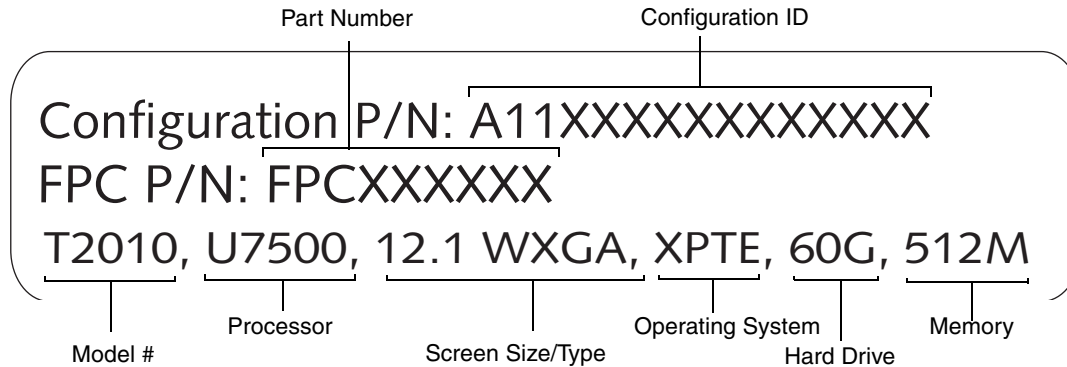 Part Number
Configuration ID
Configuration P/N: A11XXXXXXXXXXXX
FPC P/N: FPCXXXXXX
T2010, U7500, 12.1 WXGA, XPTE, 60G, 512M
Processor
Operating System
Memory
Model #
Screen Size/Type
Hard Drive